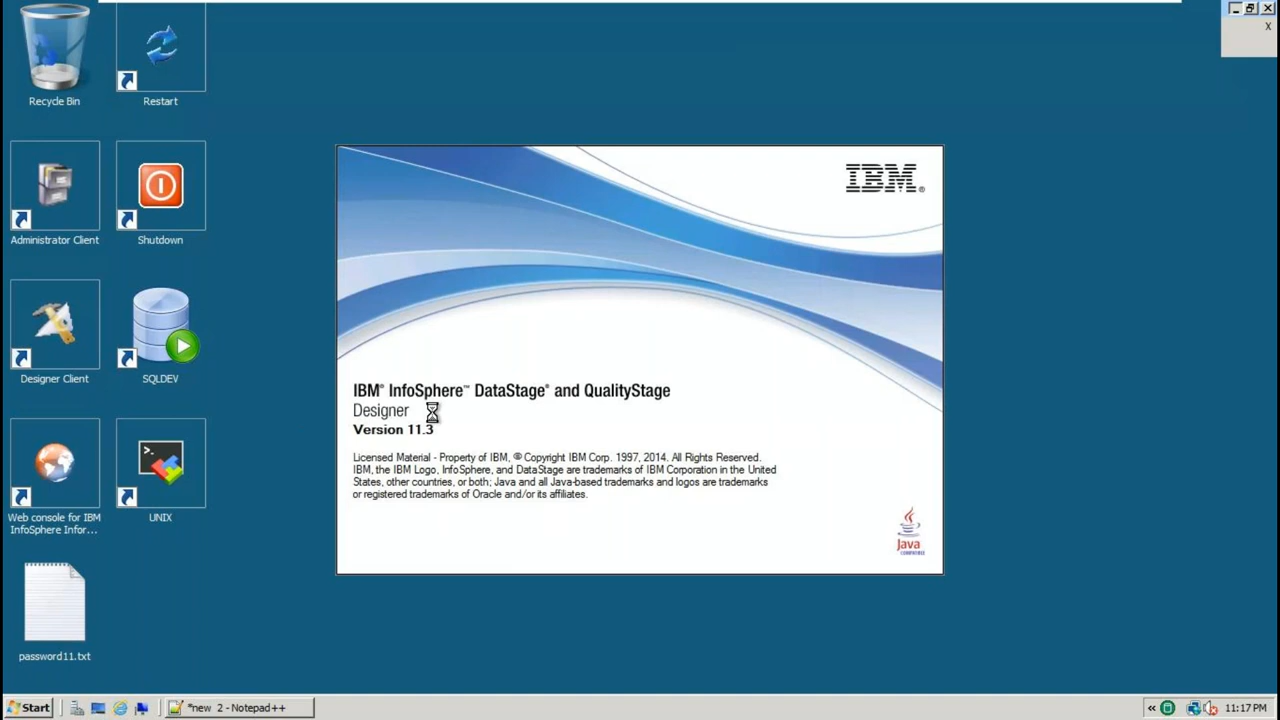 Recycle Bin
Restart
Administrator Client
Shutdown
Designer Client
SQLDEV
Web console for IBM
InfoSphere Infor...
UNIX
password11.txt
X
IBM®
IBM® InfoSphere™ DataStage® and QualityStage
Designer
Version 11.3
Licensed Material - Property of IBM, © Copyright IBM Corp. 1997, 2014. All Rights Reserved.
IBM, the IBM Logo, InfoSphere, and DataStage are trademarks of IBM Corporation in the United
States, other countries, or both; Java and all Java-based trademarks and logos are trademarks
or registered trademarks of Oracle and/or its affiliates.
Java
COMPATIBLE
Start
*new 2 - Notepad++
«
11:17 PM